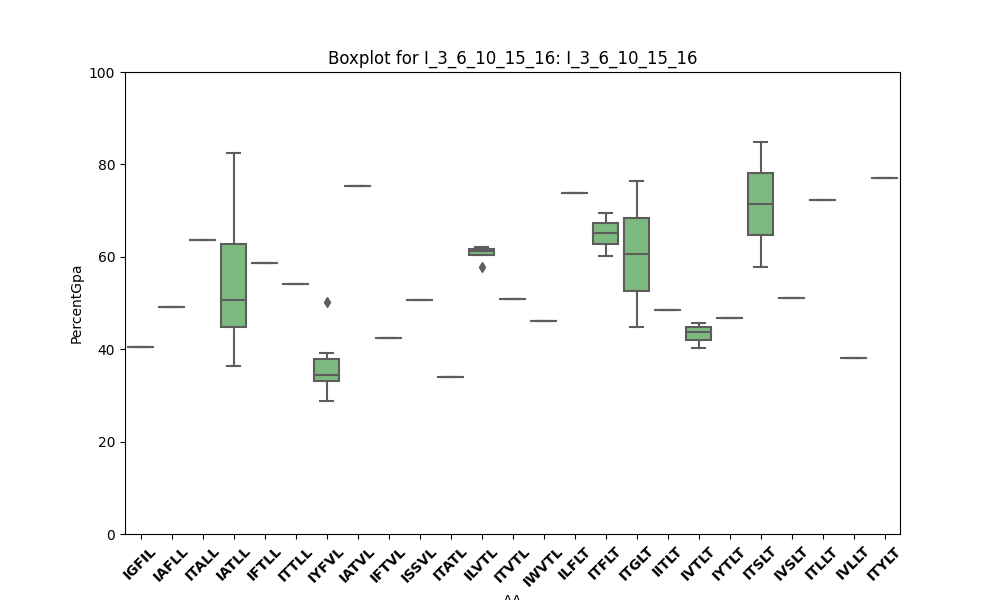 Boxplot for I_3_6_10_15_16: I_3_6_10_15_16
100
80
60
40
20
0
PercentGpa
IGFIL IAFLL ITALL IATLL IFTLL ITTLL IYFVL IATVL IFTVL ISSVL ITATL ILVTL ITVTL IWVTL ILFLT ITFLT ITGLT IITLT IVTLT IYTLT ITSLT IVSLT ITLLT IVLLT ITYLT
AA